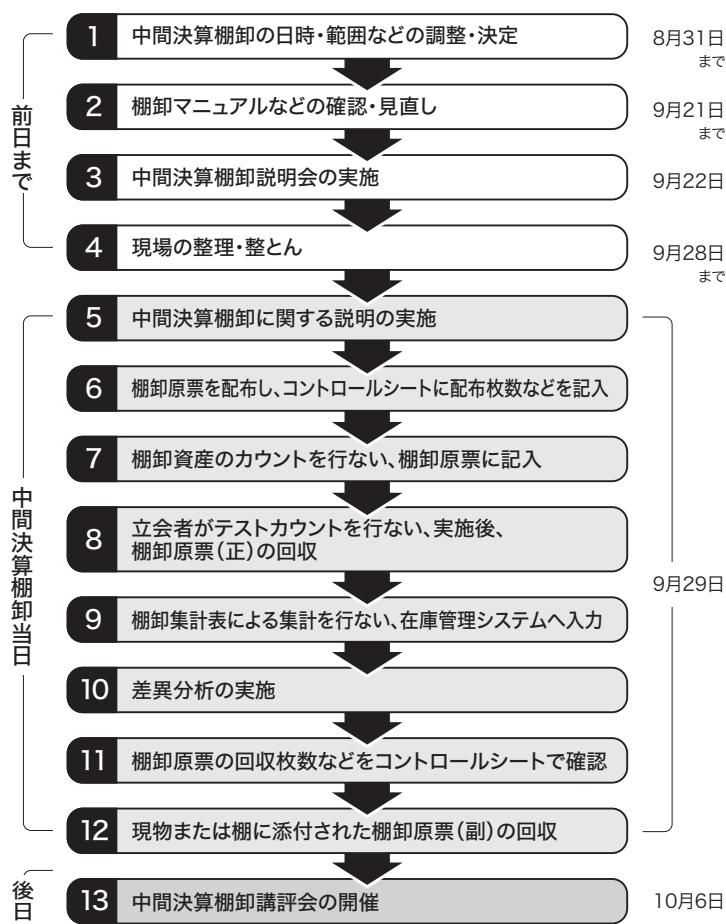 前日まで
1 中間決算棚卸の日時・範囲などの調整・決定 8月31日
まで
2 棚卸マニュアルなどの確認・見直し 9月21日
まで
3 中間決算棚卸説明会の実施 9月22日
4 現場の整理・整とん 9月28日
まで
中間決算棚卸当日
5 中間決算棚卸に関する説明の実施
6 棚卸原票を配布し、コントロールシートに配布枚数などを記入
7 棚卸資産のカウントを行ない、棚卸原票に記入
8 立会者がテストカウントを行ない、実施後、
棚卸原票(正)の回収
9月29日
9 棚卸集計表による集計を行ない、在庫管理システムへ入力
10 差異分析の実施
11 棚卸原票の回収枚数などをコントロールシートで確認
12 現物または棚に添付された棚卸原票(副)の回収
後日
13 中間決算棚卸講評会の開催 10月6日